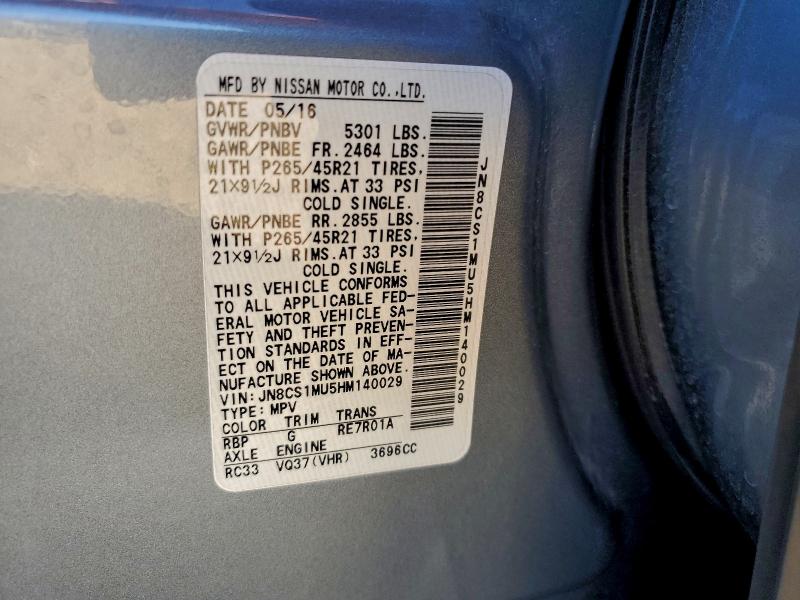 MFD BY NISSAN MOTOR CO.,LTD.
DATE 05/16
GVWR/PNBV 5301 LBS.
GAWR/PNBE FR. 2464 LBS.
WITH P265/45R21 TIRES,
21X9½J RIMS.AT 33 PSI
COLD SINGLE.
GAWR/PNBE RR. 2855 LBS.
WITH P265/45R21 TIRES,
21X9½J RIMS.AT 33 PSI
COLD SINGLE.
THIS VEHICLE CONFORMS
TO ALL APPLICABLE FED-
ERAL MOTOR VEHICLE SA-
FETY AND THEFT PREVEN-
TION STANDARDS IN EFF-
ECT ON THE DATE OF MA-
NUFACTURE SHOWN ABOVE.
VIN:JN8CS1MU5HM140029
TYPE:MPV
COLOR TRIM TRANS
RBP G RE7R01A
AXLE ENGINE
RC33 VQ37(VHR) 3696CC
JN8CS1MU5HM140029